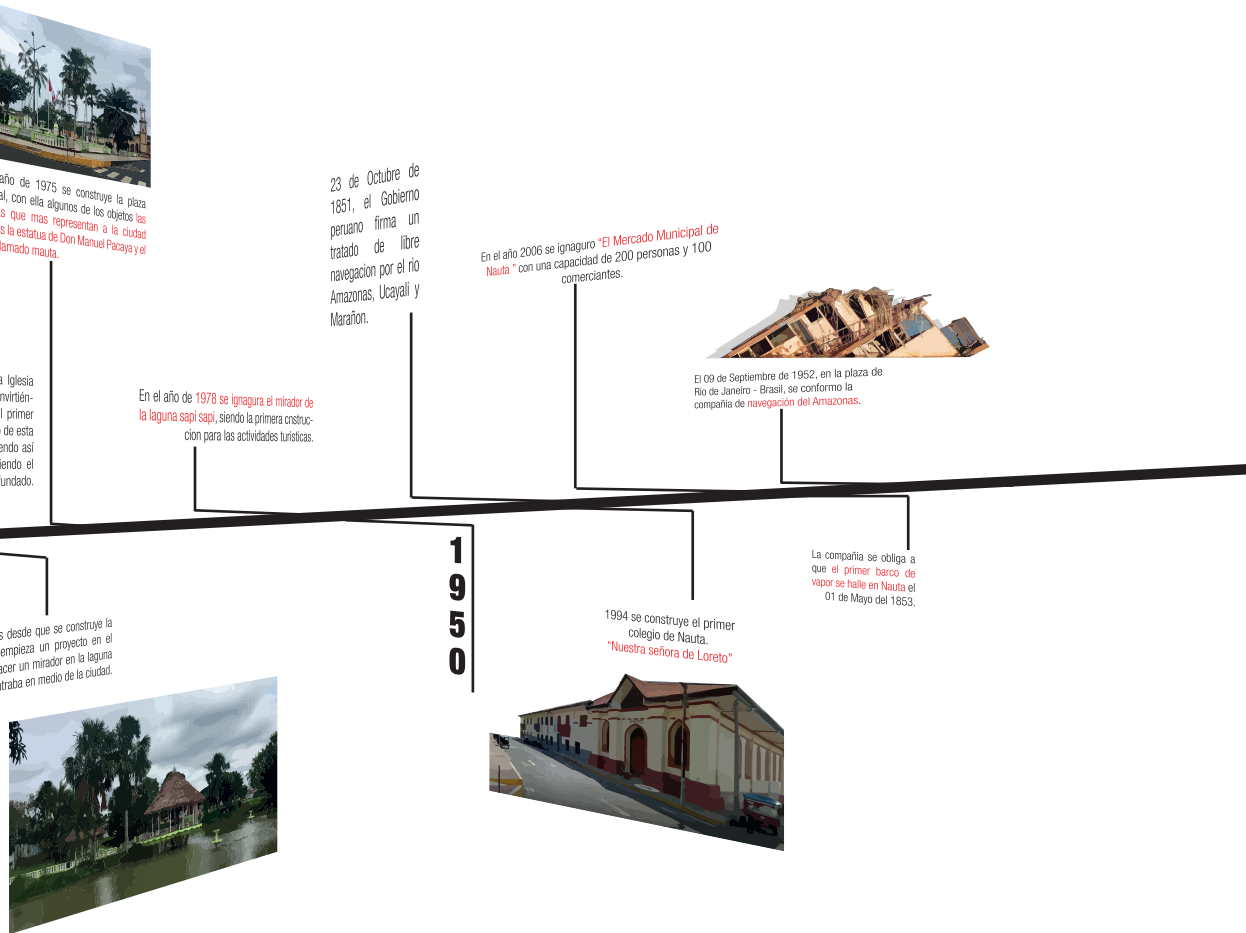 año de 1975 se construye la plaza
al, con ella algunos de los objetos las
s que mas representan a la ciudad
s la estatua de Don Manuel Pacaya y el
lamado mauta.
a Iglesia
nvirtién-
l primer
o de esta
endo así
iendo el
fundado.
En el año de 1978 se ignagura el mirador de
la laguna sapi sapi, siendo la primera cnstruc-
cion para las actividades turisticas.
23 de Octubre de
1851, el Gobierno
peruano firma un
tratado de libre
navegacion por el rio
Amazonas, Ucayali y
Marañon.
En el año 2006 se ignaguro “El Mercado Municipal de
Nauta ” con una capacidad de 200 personas y 100
comerciantes.
El 09 de Septiembre de 1952, en la plaza de
Rio de Janeiro - Brasil, se conformo la
compañia de navegación del Amazonas.
s desde que se construye la
empieza un proyecto en el
acer un mirador en la laguna
ntraba en medio de la ciudad.
1
9
5
0
1994 se construye el primer
colegio de Nauta.
“Nuestra señora de Loreto”
La compañia se obliga a
que el primer barco de
vapor se halle en Nauta el
01 de Mayo del 1853.